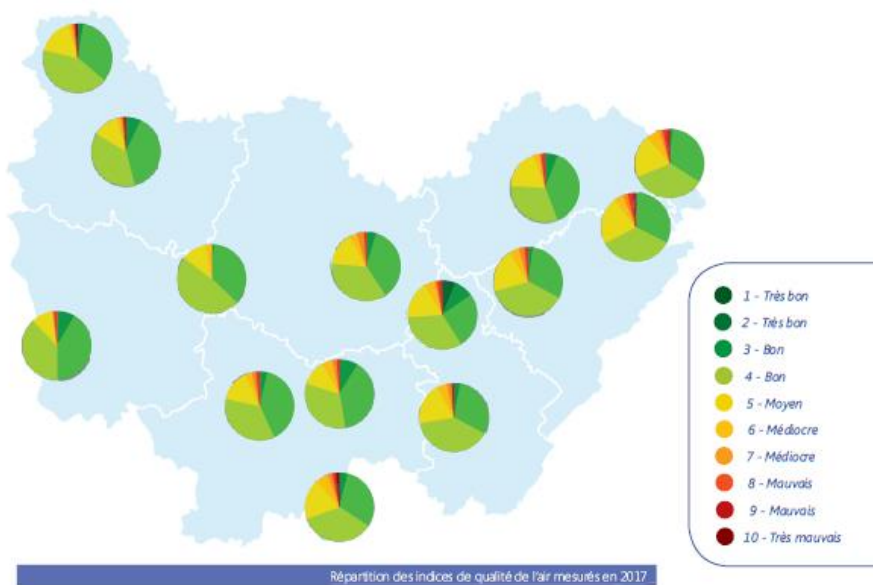 1 - Très bon
2 - Très bon
3 - Bon
4 - Bon
5 - Moyen
6 - Médiocre
7 - Médiocre
8 - Mauvais
9 - Mauvais
10 - Très mauvais
Répartition des indices de qualité de l'air mesurés en 2017